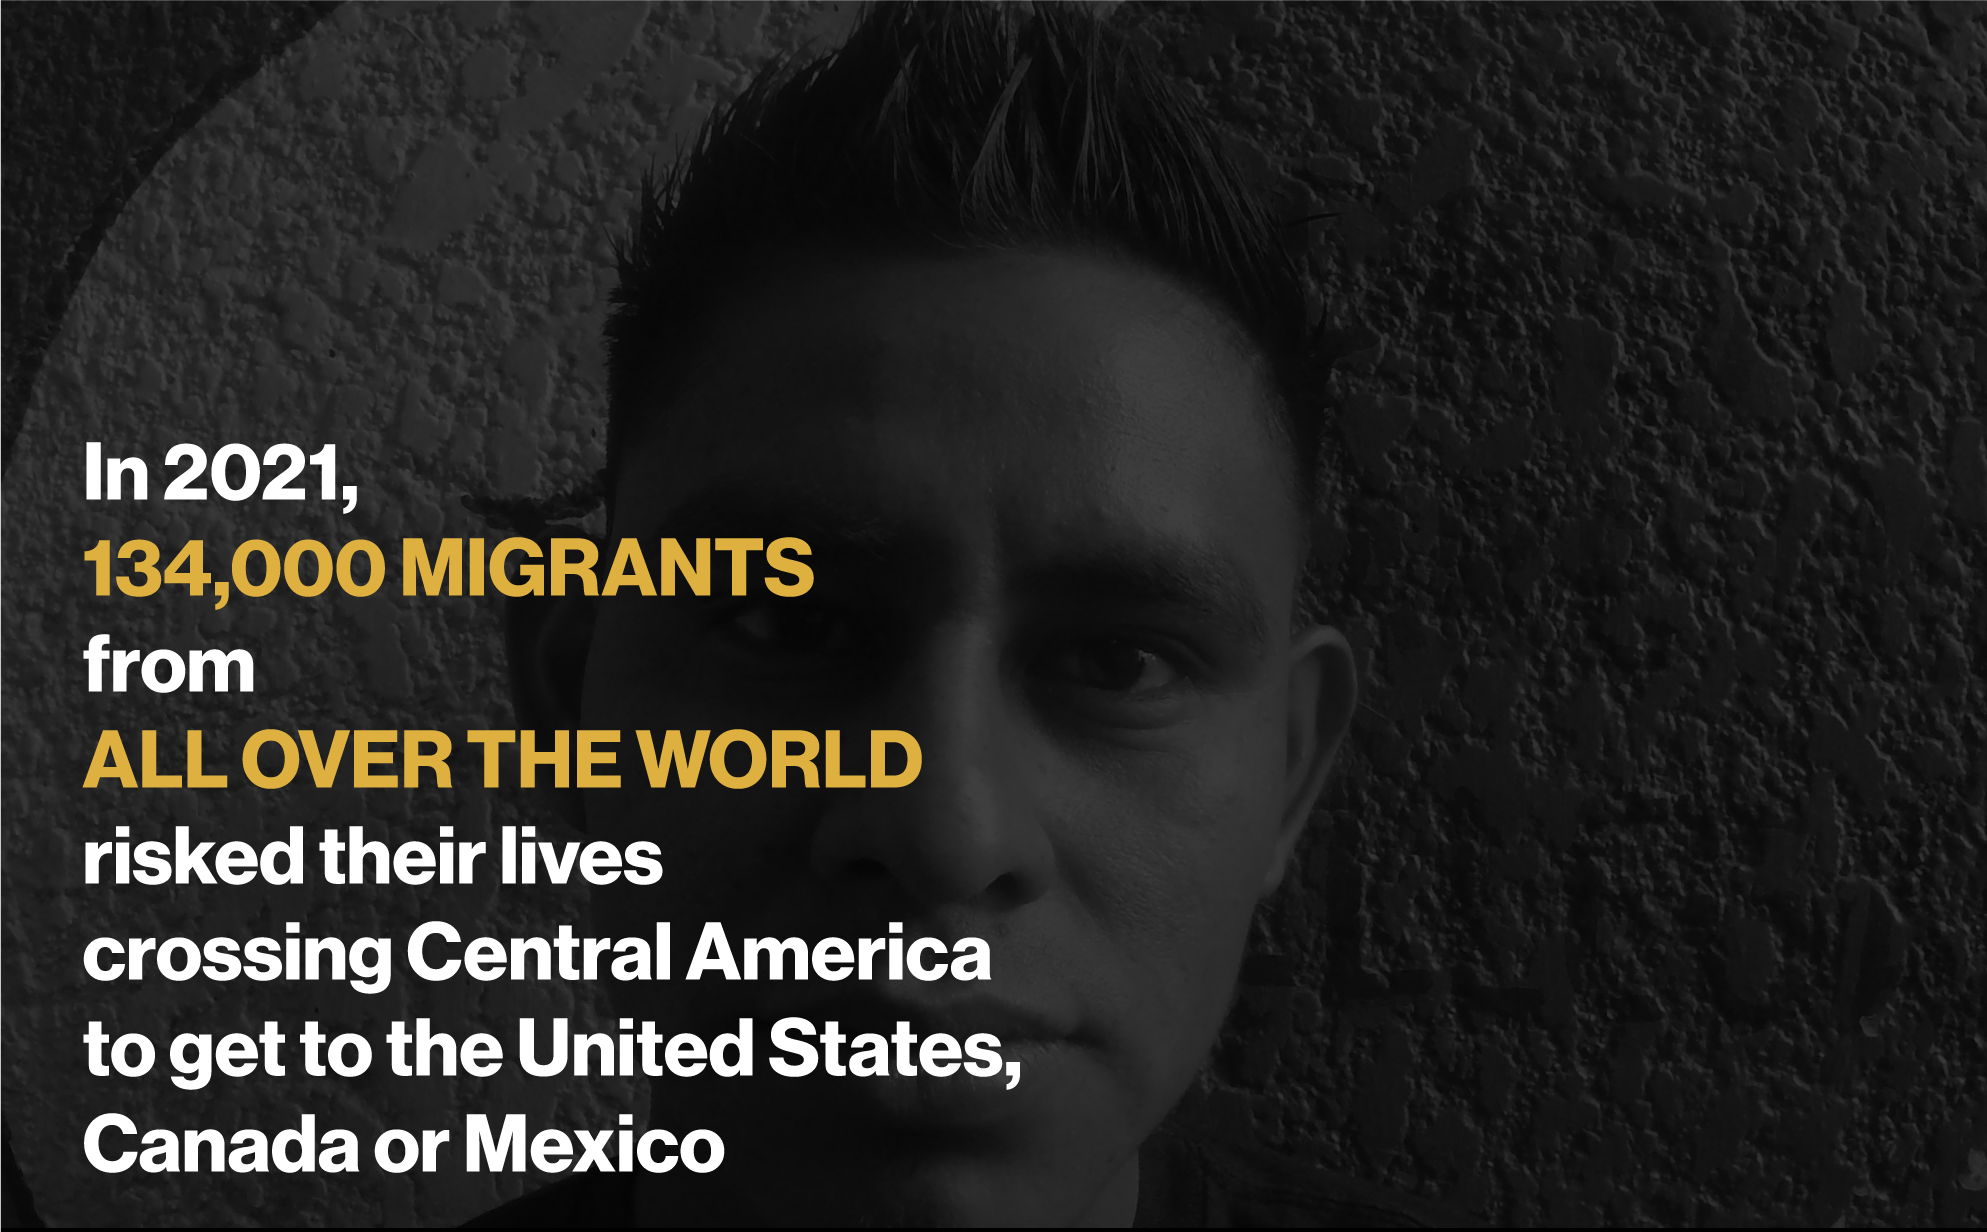 In 2021,
134,000 MIGRANTS
from
ALL OVER THE WORLD
risked their lives
crossing Central America
to get to the United States,
Canada or Mexico